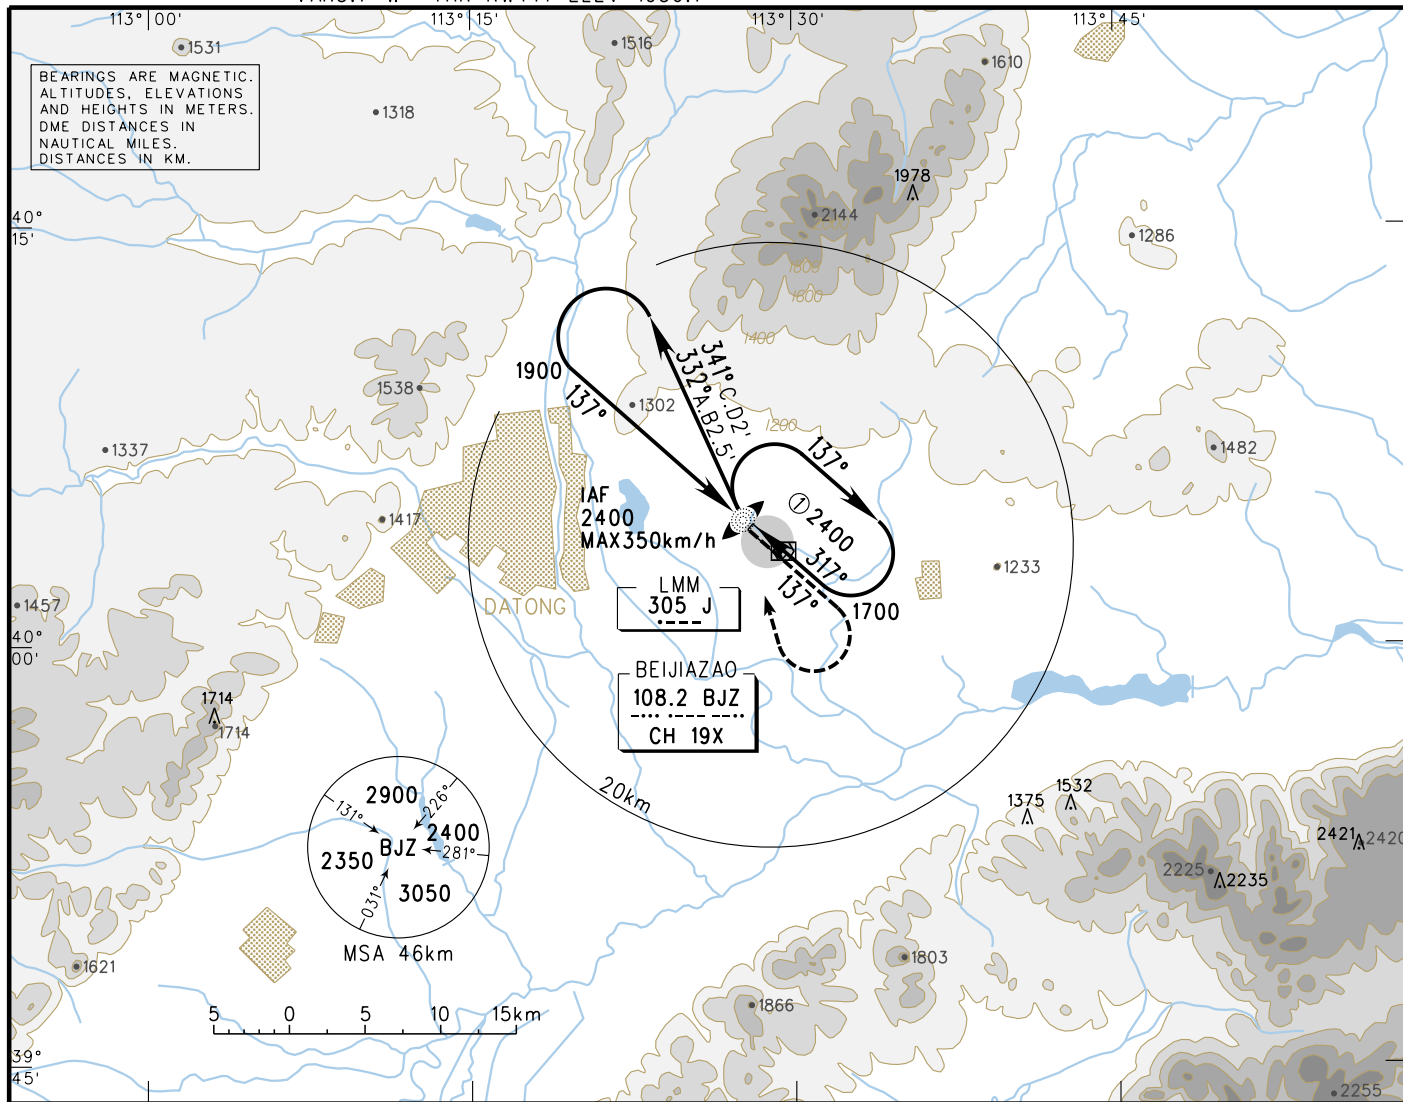 113° 00'
113° 15'
113° 30'
113° 45'
1531
1516
1610
BEARINGS ARE MAGNETIC.
ALTITUDES, ELEVATIONS
AND HEIGHTS IN METERS.
DME DISTANCES IN
NAUTICAL MILES.
DISTANCES IN KM.
1318
1978
40°
15'
2144
1286
1800
1600
1400
341° C.D2'
332° A.B2.5'
1900
137°
1538
1302
1200
137°
1337
1482
IAF
2400
MAX350km/h
① 2400
1417
317°
137°
1233
LMM
305 J
1700
1457
DATONG
40°
00'
BEIJIAZAO
108.2 BJZ
CH 19X
1714
1714
20km
2900
131°
226°
2400
BJZ
281°
2350
031°
3050
MSA 46km
1532
1375
2421
2420
2225
2235
1621
1803
1866
5 0 5 10 15km
39°
45'
2255